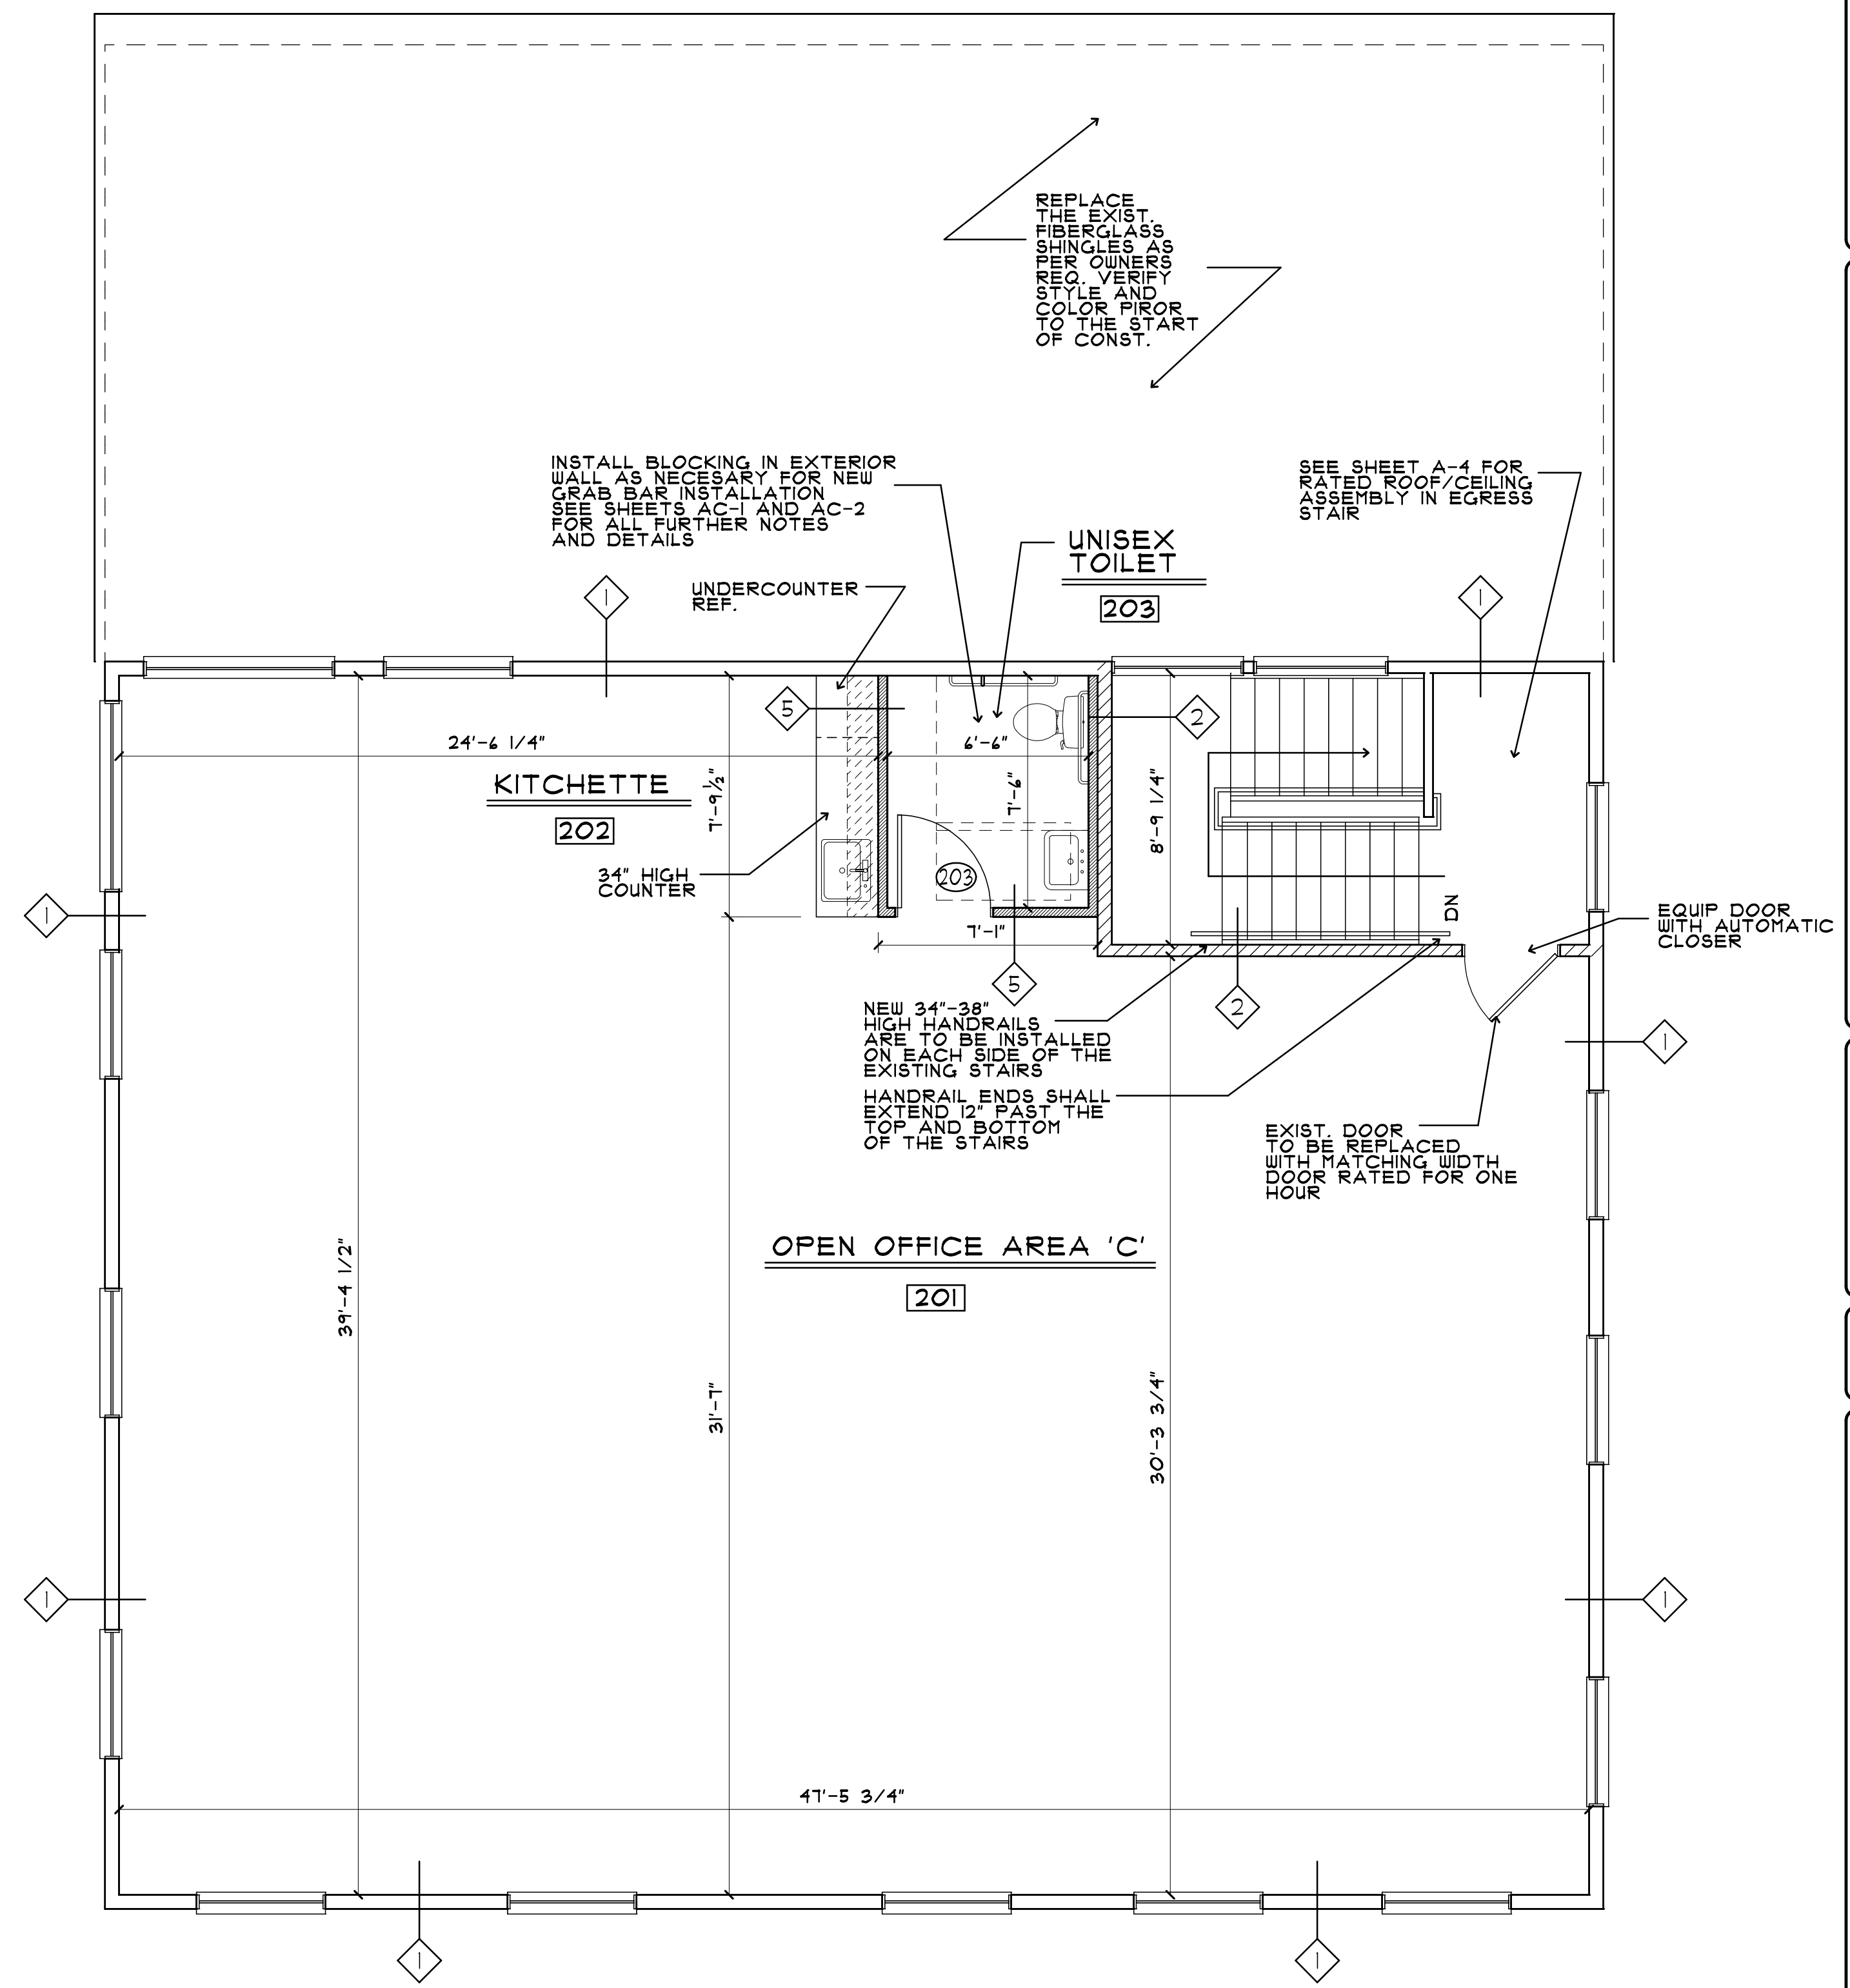 REPLACE
THE EXIST.
FIBERGLASS
SHINGLES AS
PER OWNERS
REQ. VERIFY
STYLE AND
COLOR PIROR
TO THE START
OF CONST.
INSTALL BLOCKING IN EXTERIOR
WALL AS NECESARY FOR NEW
GRAB BAR INSTALLATION
SEE SHEETS AC-1 AND AC-2
FOR ALL FURTHER NOTES
AND DETAILS
SEE SHEET A-4 FOR
RATED ROOF/CEILING
ASSEMBLY IN EGRESS
STAIR
UNISEX
TOILET
203
UNDERCOUNTER
REF.
1
1
5
2
24'-6 1/4"
6'-6"
KITCHETTE
202
7'-9½"
7'-6"
8'-9 1/4"
34" HIGH
COUNTER
203
DN
1
EQUIP DOOR
WITH AUTOMATIC
CLOSER
7'-1"
5
2
NEW 34"-38"
HIGH HANDRAILS
ARE TO BE INSTALLED
ON EACH SIDE OF THE
EXISTING STAIRS
1
HANDRAIL ENDS SHALL
EXTEND 12" PAST THE
TOP AND BOTTOM
OF THE STAIRS
EXIST. DOOR
TO BE REPLACED
WITH MATCHING WIDTH
DOOR RATED FOR ONE
HOUR
OPEN OFFICE AREA 'C'
201
39'-4 1/2"
31'-7"
30'-3 3/4"
1
1
47'-5 3/4"
1
1